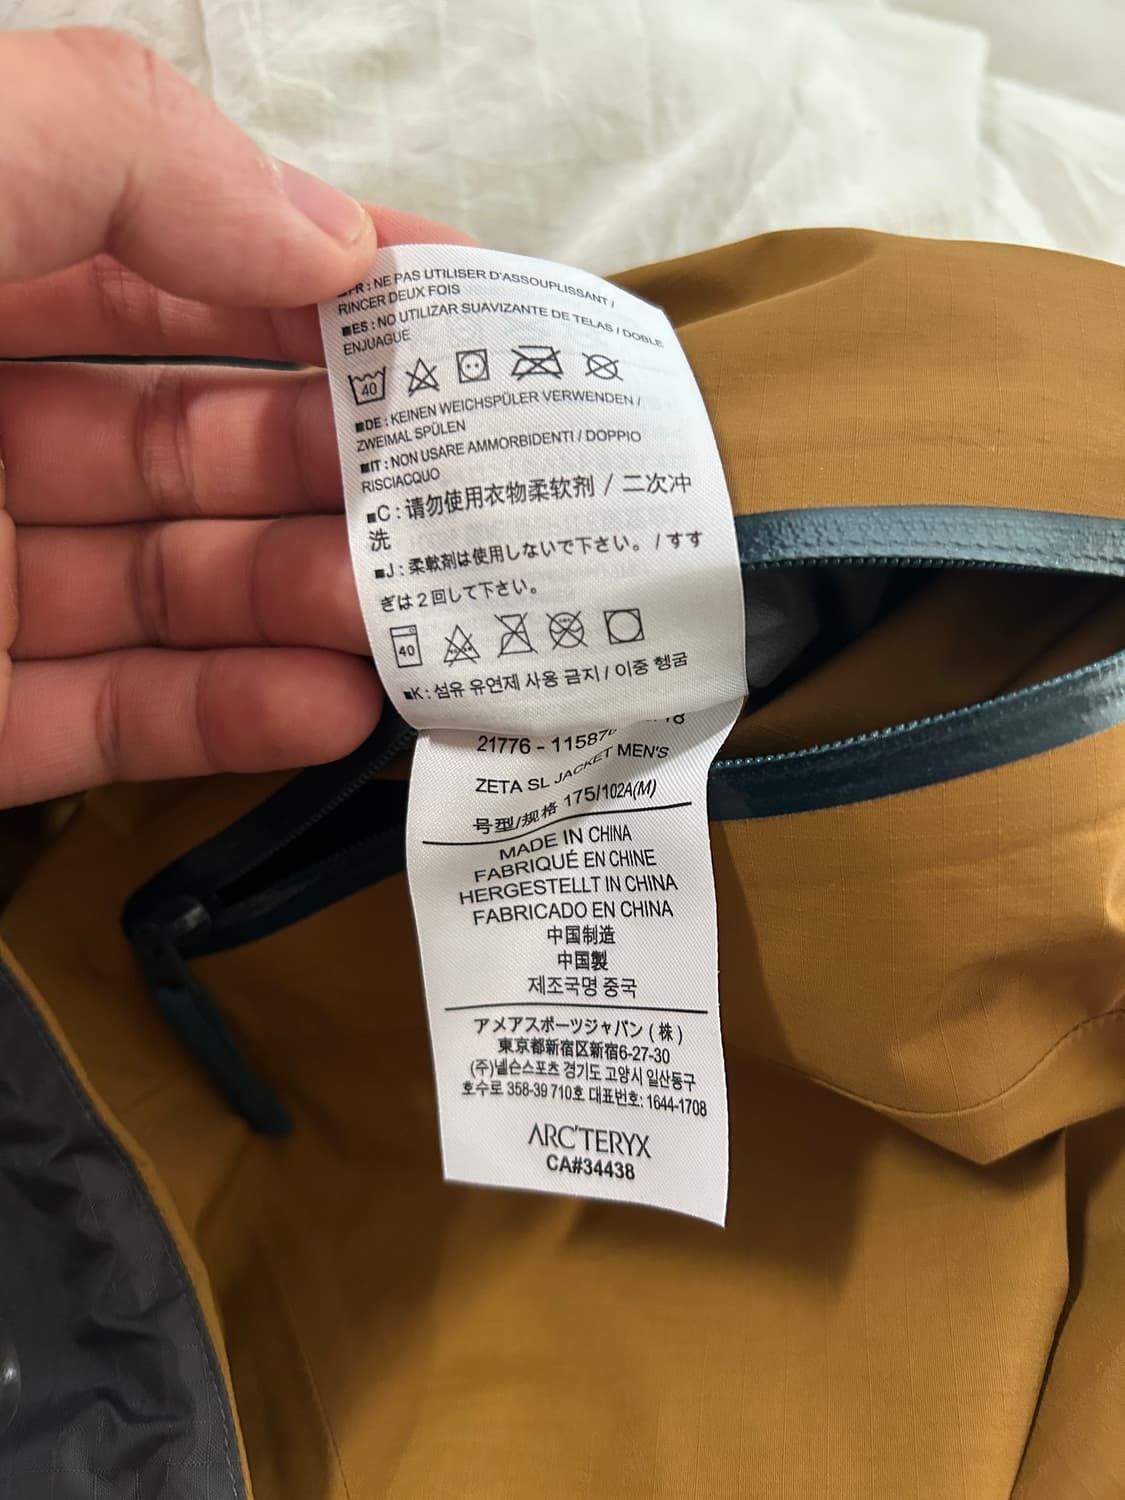 FR : NE PAS UTILISER D'ASSOUPLISSANT /
RINCER DEUX FOIS
■ES : NO UTILIZAR SUAVIZANTE DE TELAS / DOBLE
ENJUAGUE
40
■DE : KEINEN WEICHSPÜLER VERWENDEN /
ZWEIMAL SPÜLEN
■IT : NON USARE AMMORBIDENTI / DOPPIO
RISCIACQUO
■C : 请勿使用衣物柔软剂 / 二次冲
洗
■J : 柔軟剤は使用しないで下さい。 / すす
ぎは2回して下さい。
40
■K : 섬유 유연제 사용 금지 / 이중 헹굼
21776 -
ZETA SL JACKET MEN'S
号型/规格 175/102A(M)
MADE IN CHINA
FABRIQUÉ EN CHINE
HERGESTELLT IN CHINA
FABRICADO EN CHINA
中国制造
中国製
제조국명 중국
アメアスポーツジャパン ( 株 )
東京都新宿区新宿6-27-30
(주)넬슨스포츠 경기도 고양시 일산동구
호수로 358-39 710호 대표번호: 1644-1708
ARC'TERYX
CA#34438